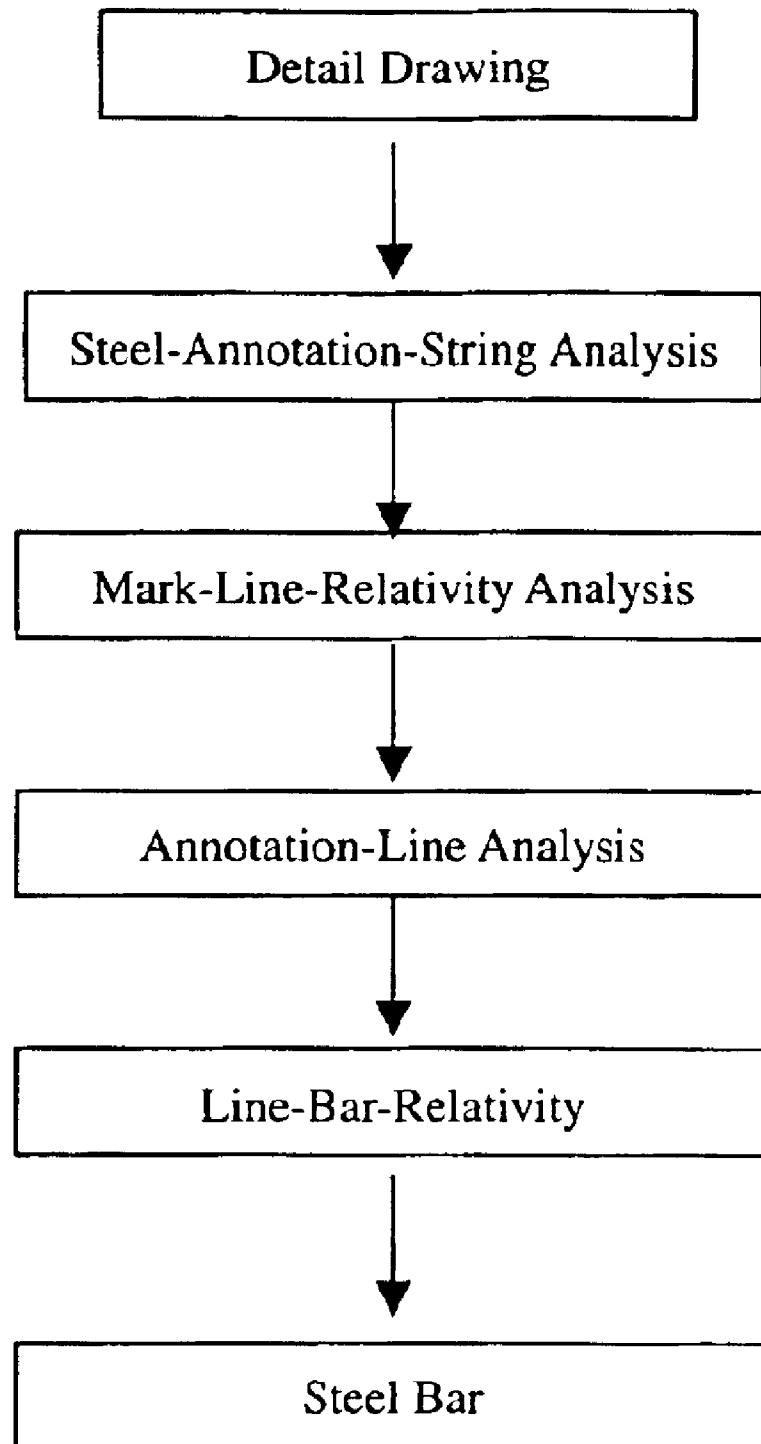 Detail Drawing
Steel-Annotation-String Analysis
Mark-Line-Relativity Analysis
Annotation-Line Analysis
Line-Bar-Relativity
Steel Bar